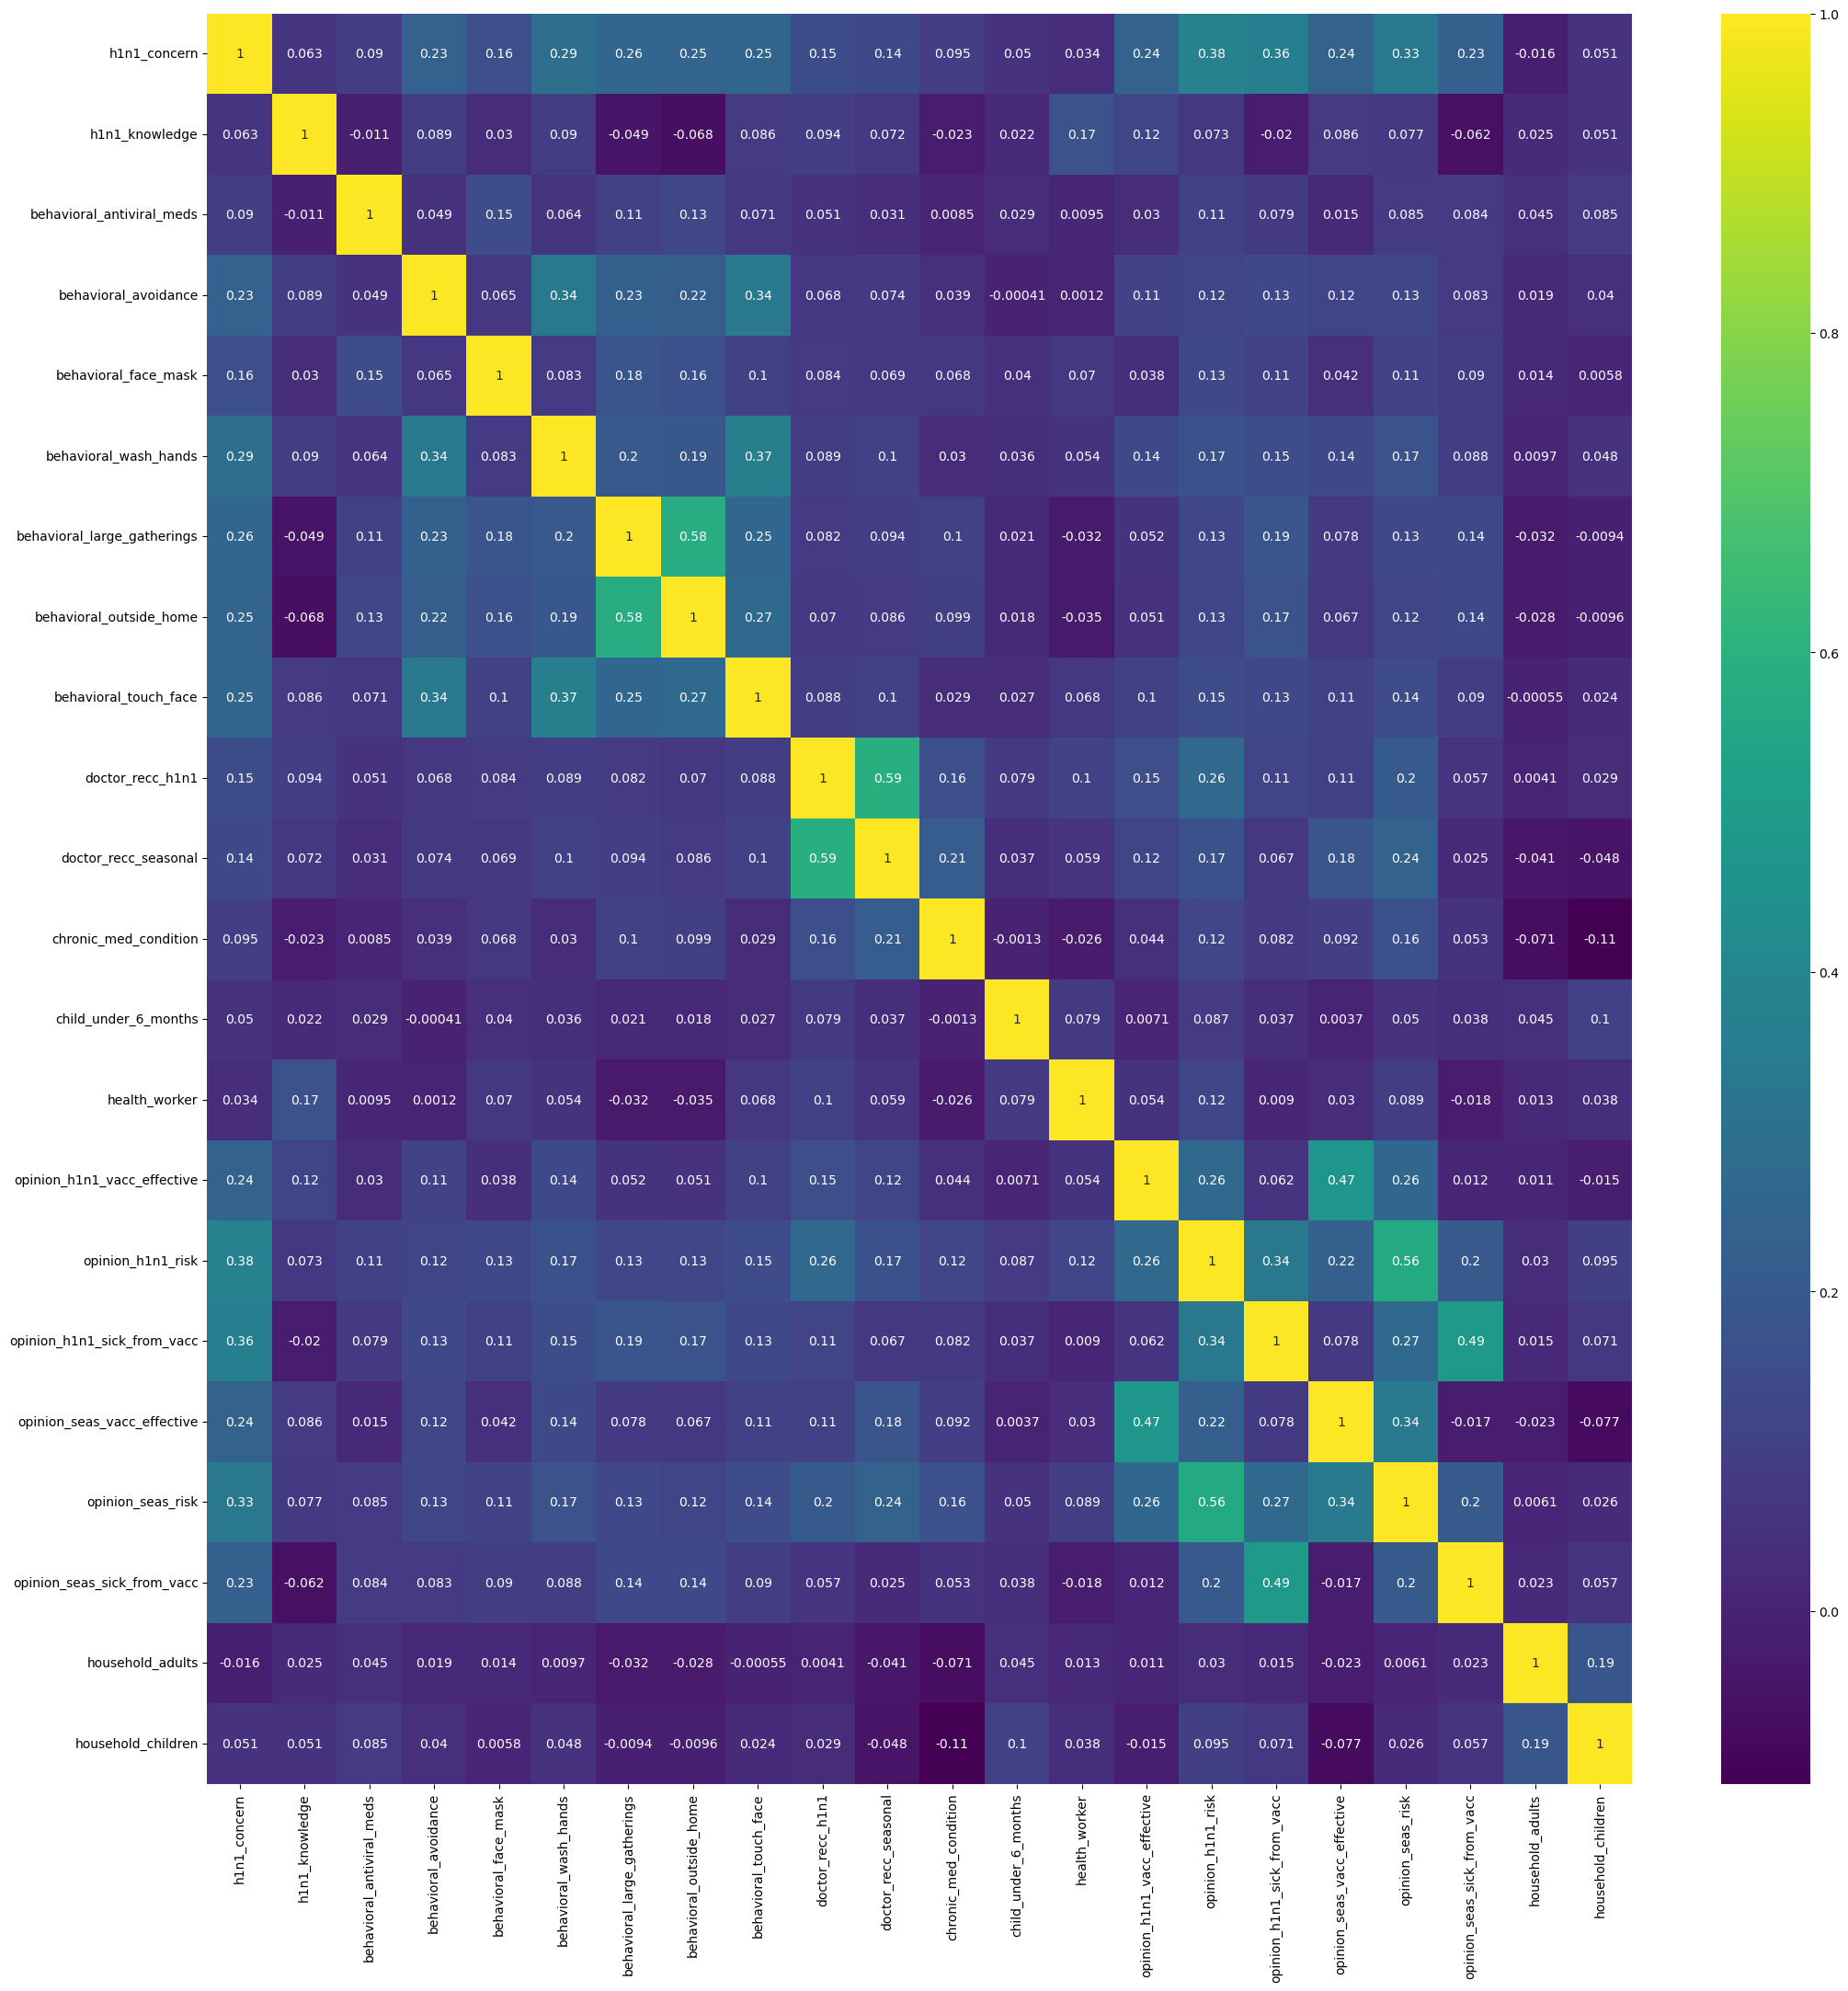 h1n1_concern 1 0.063 0.09 0.23 0.16 0.29 0.26 0.25 0.25 0.15 0.14 0.095 0.05 0.034 0.24 0.38 0.36 0.24 0.33 0.23 -0.016 0.051
h1n1_knowledge 0.063 1 -0.011 0.089 0.03 0.09 -0.049 -0.068 0.086 0.094 0.072 -0.023 0.022 0.17 0.12 0.073 -0.02 0.086 0.077 -0.062 0.025 0.051
behavioral_antiviral_meds 0.09 -0.011 1 0.049 0.15 0.064 0.11 0.13 0.071 0.051 0.031 0.0085 0.029 0.0095 0.03 0.11 0.079 0.015 0.085 0.084 0.045 0.085
behavioral_avoidance 0.23 0.089 0.049 1 0.065 0.34 0.23 0.22 0.34 0.068 0.074 0.039 -0.00041 0.0012 0.11 0.12 0.13 0.12 0.13 0.083 0.019 0.04
behavioral_face_mask 0.16 0.03 0.15 0.065 1 0.083 0.18 0.16 0.1 0.084 0.069 0.068 0.04 0.07 0.038 0.13 0.11 0.042 0.11 0.09 0.014 0.0058
behavioral_wash_hands 0.29 0.09 0.064 0.34 0.083 1 0.2 0.19 0.37 0.089 0.1 0.03 0.036 0.054 0.14 0.17 0.15 0.14 0.17 0.088 0.0097 0.048
behavioral_large_gatherings 0.26 -0.049 0.11 0.23 0.18 0.2 1 0.58 0.25 0.082 0.094 0.1 0.021 -0.032 0.052 0.13 0.19 0.078 0.13 0.14 -0.032 -0.0094
behavioral_outside_home 0.25 -0.068 0.13 0.22 0.16 0.19 0.58 1 0.27 0.07 0.086 0.099 0.018 -0.035 0.051 0.13 0.17 0.067 0.12 0.14 -0.028 -0.0096
behavioral_touch_face 0.25 0.086 0.071 0.34 0.1 0.37 0.25 0.27 1 0.088 0.1 0.029 0.027 0.068 0.1 0.15 0.13 0.11 0.14 0.09 -0.00055 0.024
doctor_recc_h1n1 0.15 0.094 0.051 0.068 0.084 0.089 0.082 0.07 0.088 1 0.59 0.16 0.079 0.1 0.15 0.26 0.11 0.11 0.2 0.057 0.0041 0.029
doctor_recc_seasonal 0.14 0.072 0.031 0.074 0.069 0.1 0.094 0.086 0.1 0.59 1 0.21 0.037 0.059 0.12 0.17 0.067 0.18 0.24 0.025 -0.041 -0.048
chronic_med_condition 0.095 -0.023 0.0085 0.039 0.068 0.03 0.1 0.099 0.029 0.16 0.21 1 -0.0013 -0.026 0.044 0.12 0.082 0.092 0.16 0.053 -0.071 -0.11
child_under_6_months 0.05 0.022 0.029 -0.00041 0.04 0.036 0.021 0.018 0.027 0.079 0.037 -0.0013 1 0.079 0.0071 0.087 0.037 0.0037 0.05 0.038 0.045 0.1
health_worker 0.034 0.17 0.0095 0.0012 0.07 0.054 -0.032 -0.035 0.068 0.1 0.059 -0.026 0.079 1 0.054 0.12 0.009 0.03 0.089 -0.018 0.013 0.038
opinion_h1n1_vacc_effective 0.24 0.12 0.03 0.11 0.038 0.14 0.052 0.051 0.1 0.15 0.12 0.044 0.0071 0.054 1 0.26 0.062 0.47 0.26 0.012 0.011 -0.015
opinion_h1n1_risk 0.38 0.073 0.11 0.12 0.13 0.17 0.13 0.13 0.15 0.26 0.17 0.12 0.087 0.12 0.26 1 0.34 0.22 0.56 0.2 0.03 0.095
opinion_h1n1_sick_from_vacc 0.36 -0.02 0.079 0.13 0.11 0.15 0.19 0.17 0.13 0.11 0.067 0.082 0.037 0.009 0.062 0.34 1 0.078 0.27 0.49 0.015 0.071
opinion_seas_vacc_effective 0.24 0.086 0.015 0.12 0.042 0.14 0.078 0.067 0.11 0.11 0.18 0.092 0.0037 0.03 0.47 0.22 0.078 1 0.34 -0.017 -0.023 -0.077
opinion_seas_risk 0.33 0.077 0.085 0.13 0.11 0.17 0.13 0.12 0.14 0.2 0.24 0.16 0.05 0.089 0.26 0.56 0.27 0.34 1 0.2 0.0061 0.026
opinion_seas_sick_from_vacc 0.23 -0.062 0.084 0.083 0.09 0.088 0.14 0.14 0.09 0.057 0.025 0.053 0.038 -0.018 0.012 0.2 0.49 -0.017 0.2 1 0.023 0.057
household_adults -0.016 0.025 0.045 0.019 0.014 0.0097 -0.032 -0.028 -0.00055 0.0041 -0.041 -0.071 0.045 0.013 0.011 0.03 0.015 -0.023 0.0061 0.023 1 0.19
household_children 0.051 0.051 0.085 0.04 0.0058 0.048 -0.0094 -0.0096 0.024 0.029 -0.048 -0.11 0.1 0.038 -0.015 0.095 0.071 -0.077 0.026 0.057 0.19 1
h1n1_concern
h1n1_knowledge
behavioral_antiviral_meds
behavioral_avoidance
behavioral_face_mask
behavioral_wash_hands
behavioral_large_gatherings
behavioral_outside_home
behavioral_touch_face
doctor_recc_h1n1
doctor_recc_seasonal
chronic_med_condition
child_under_6_months
health_worker
opinion_h1n1_vacc_effective
opinion_h1n1_risk
opinion_h1n1_sick_from_vacc
opinion_seas_vacc_effective
opinion_seas_risk
opinion_seas_sick_from_vacc
household_adults
household_children
1.0
0.8
0.6
0.4
0.2
0.0